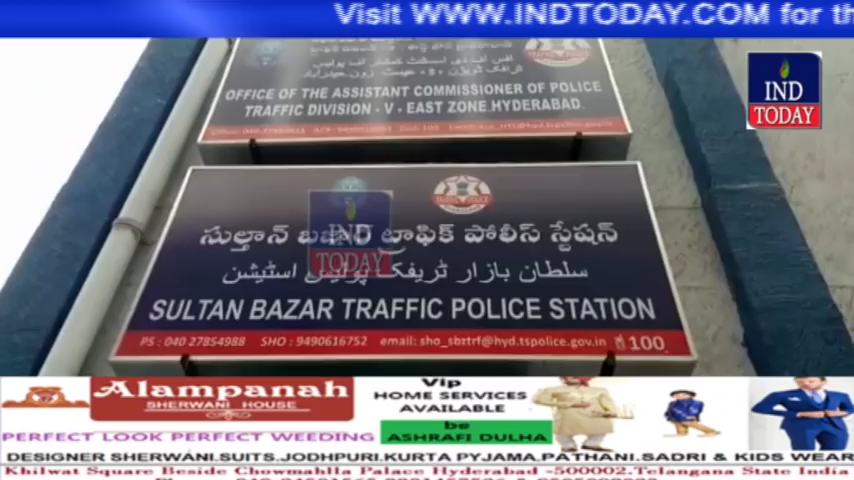 Visit WWW.INDTODAY.COM for th
IND
TODAY
OFFICE OF THE ASSISTANT COMMISSIONER OF POLICE
TRAFFIC DIVISION - V - EAST ZONE HYDERABAD.
సుల్తాన్ బజార్ ట్రాఫిక్ పోలీస్ స్టేషన్
IND
TODAY
سلطان بازار ٹریفک پولیس اسٹیشن
SULTAN BAZAR TRAFFIC POLICE STATION
PS : 040 27854988 SHO : 9490616752 email: sho_sbztrf@hyd.tspolice.gov.in 100
Alampanah
SHERWANI HOUSE
PERFECT LOOK PERFECT WEEDING
Vip
HOME SERVICES
AVAILABLE
be
ASHRAFI DULHA
DESIGNER SHERWANI.SUITS.JODHPURI.KURTA PYJAMA.PATHANI.SADRI & KIDS WEAR
Khilwat Square Beside Chowmahlla Palace Hyderabad -500002.Telangana State India